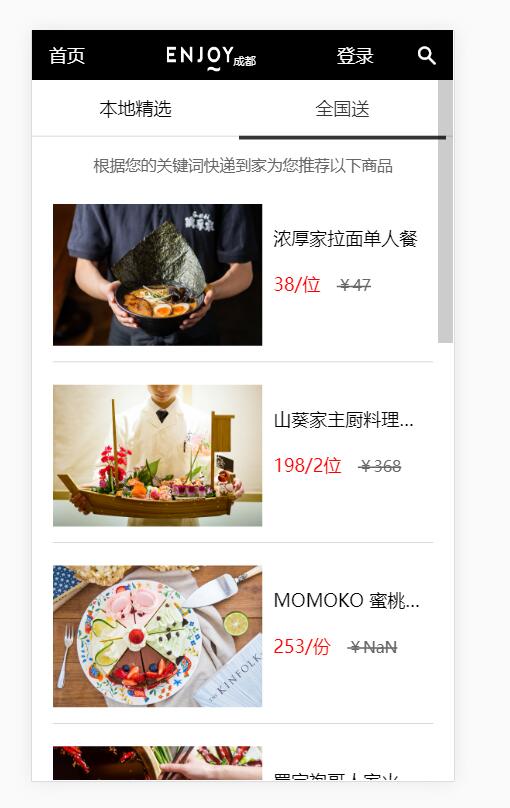 首页 ENJOY成都 登录
本地精选 全国送
根据您的关键词快递到家为您推荐以下商品
浓厚家拉面单人餐
38/位 ￥47
山葵家主厨料理...
198/2位 ￥368
MOMOKO 蜜桃...
253/份 ￥NaN
THE KINFOLK